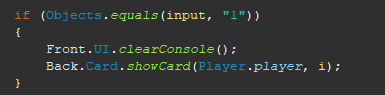 if (Objects.equals(input, "1"))
{
    Front.UI.clearConsole();
    Back.Card.showCard(Player.player, i);
}